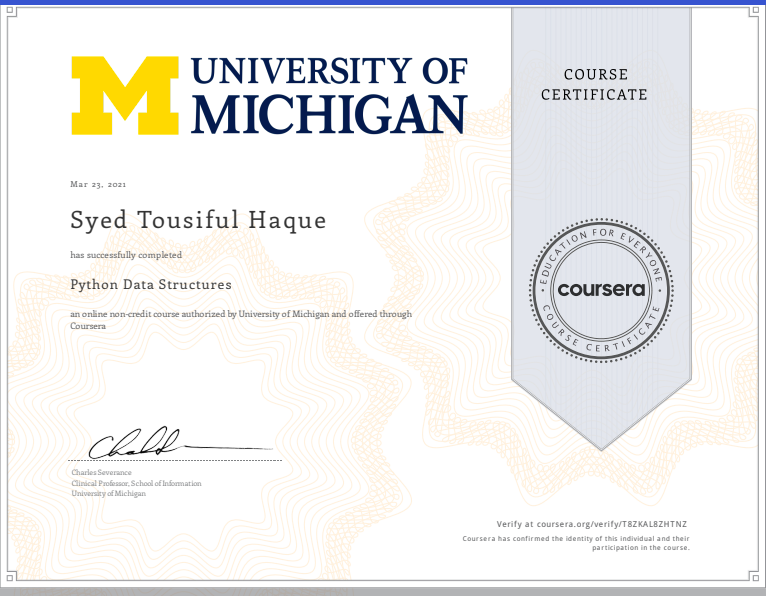 UNIVERSITY OF
MICHIGAN
COURSE
CERTIFICATE
Mar 23, 2021
Syed Tousiful Haque
has successfully completed
Python Data Structures
an online non-credit course authorized by University of Michigan and offered through
Coursera
EDUCATION FOR EVERYONE
coursera
COURSE CERTIFICATE
Charles Severance
Clinical Professor, School of Information
University of Michigan
Verify at coursera.org/verify/T8ZKAL8ZHTNZ
Coursera has confirmed the identity of this individual and their
participation in the course.